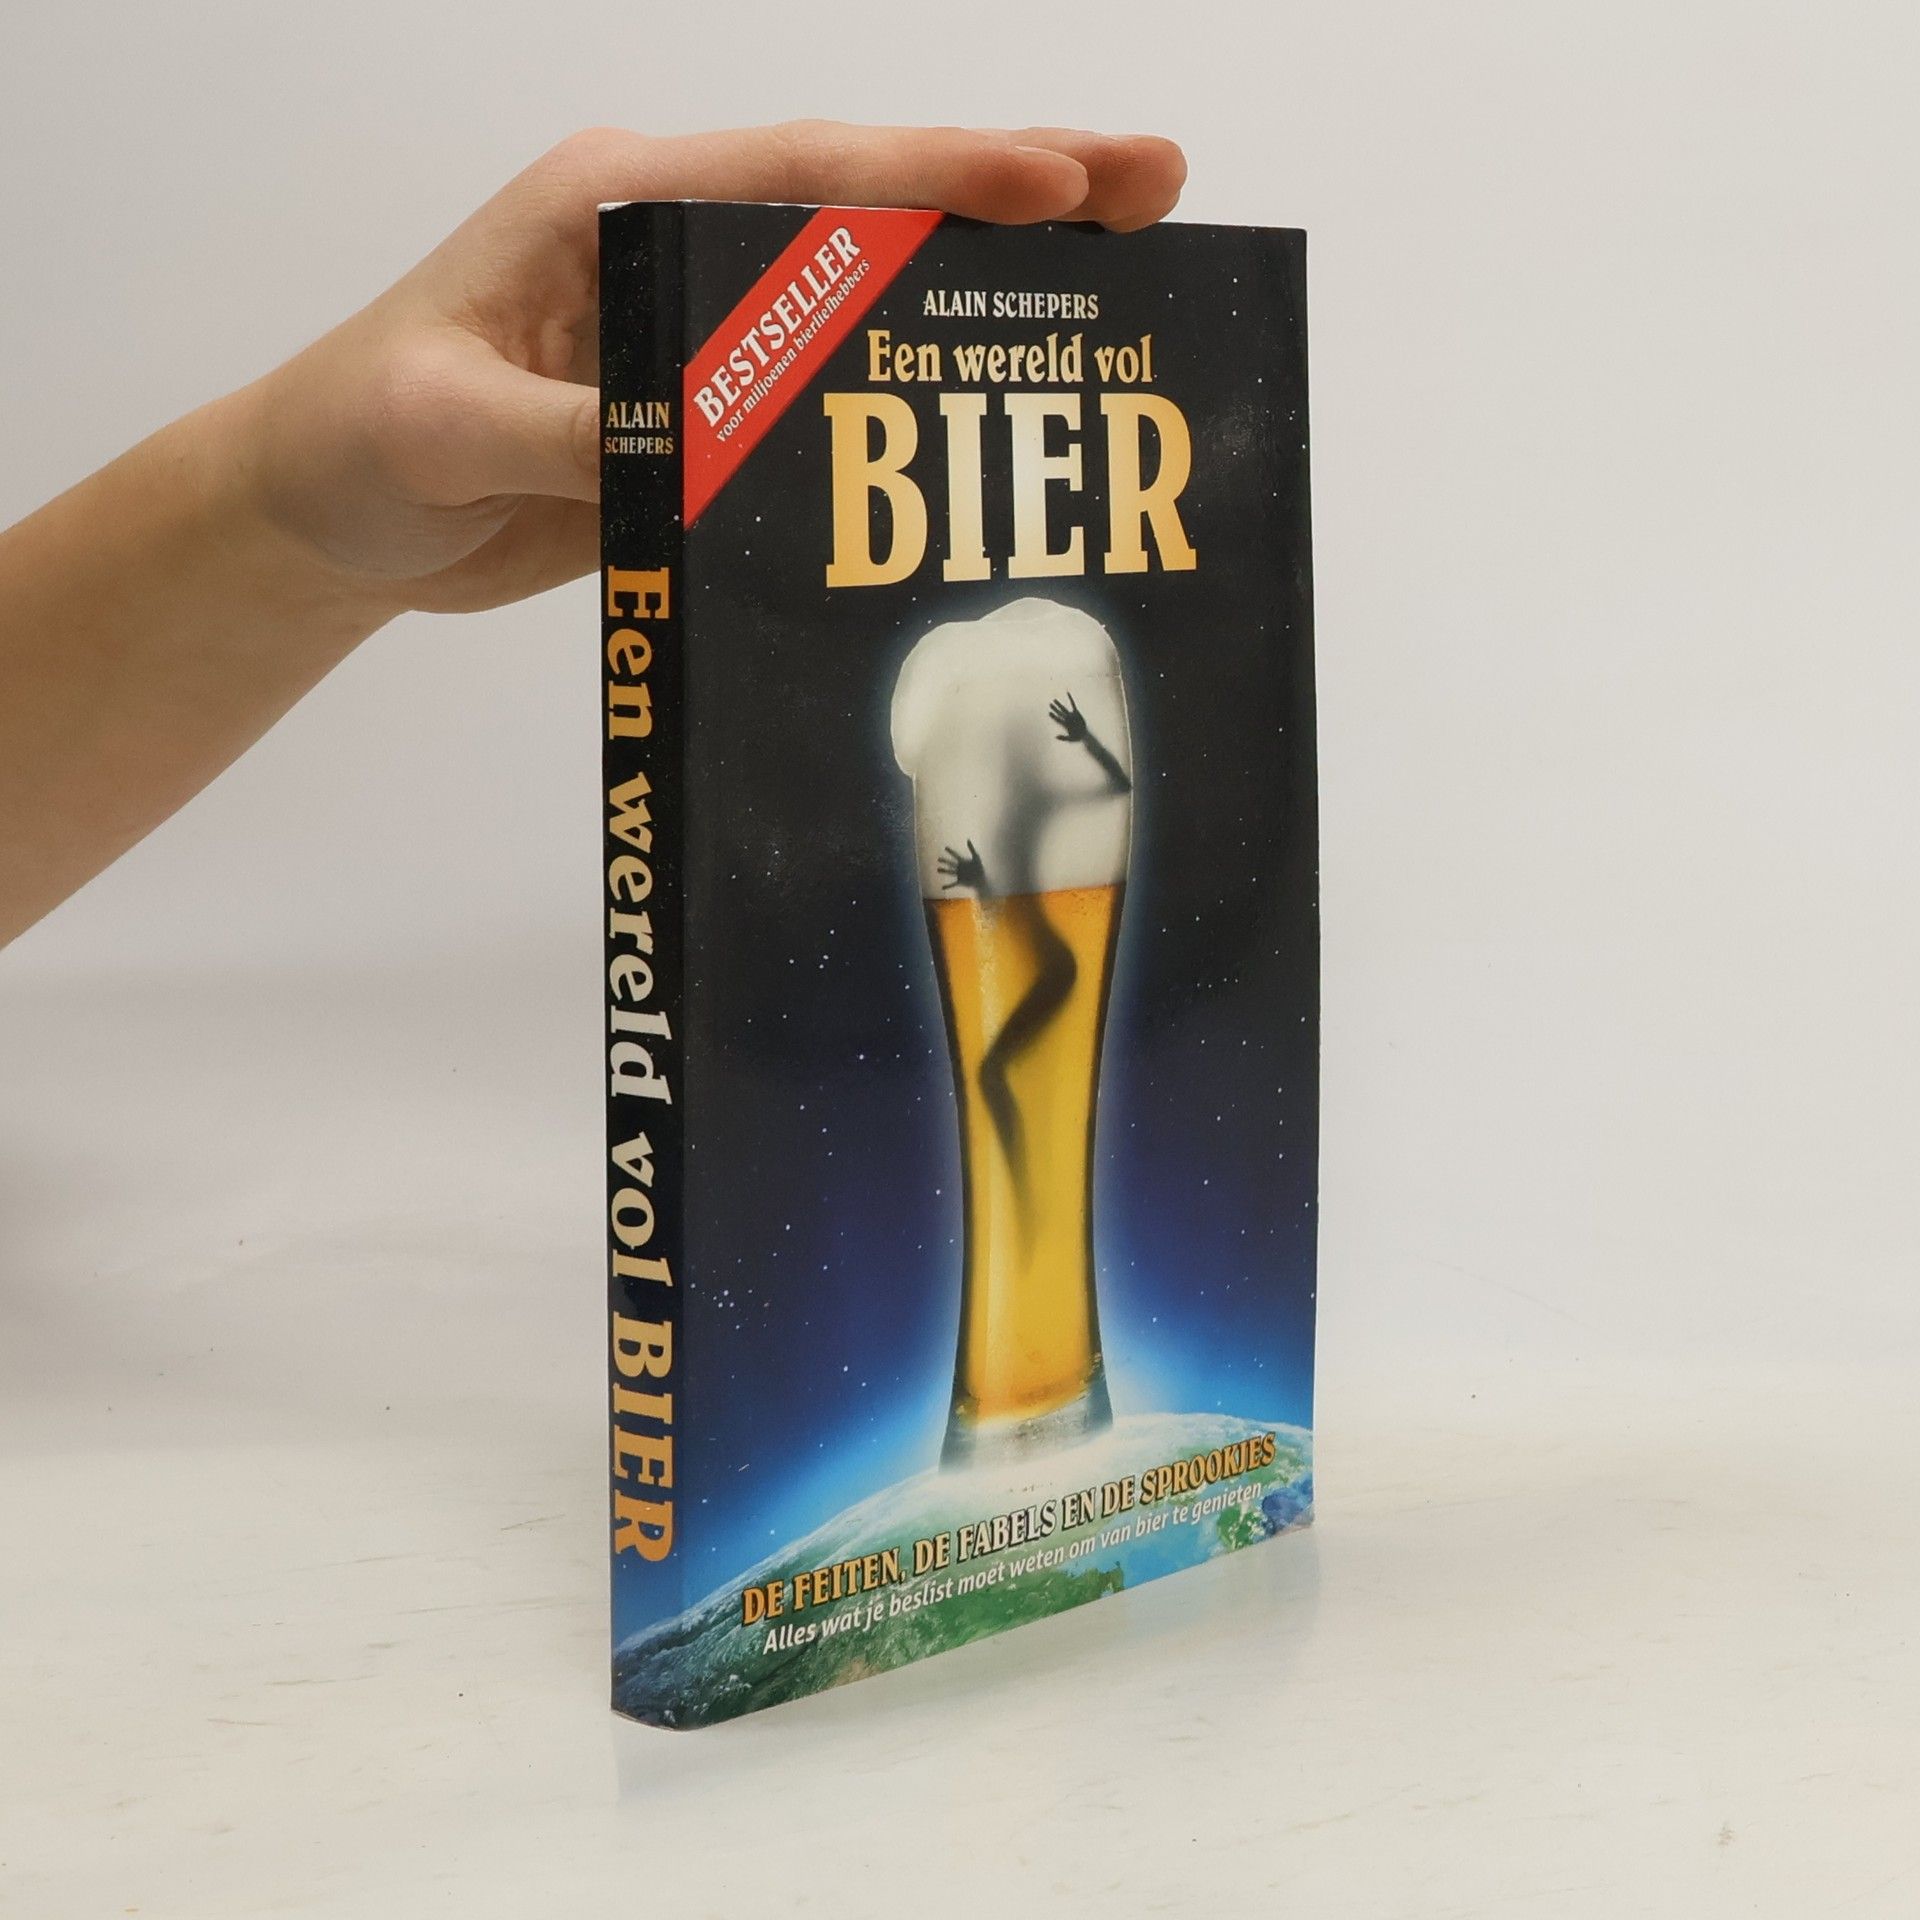 ALAIN
SCHEPERS
Een wereld vol BIER
BESTSELLER
voor miljoenen bierliefhebbers
ALAIN SCHEPERS
Een wereld vol
BIER
DE FEITEN, DE FABELS EN DE SPROOKJES
Alles wat je beslist moet weten om van bier te genieten